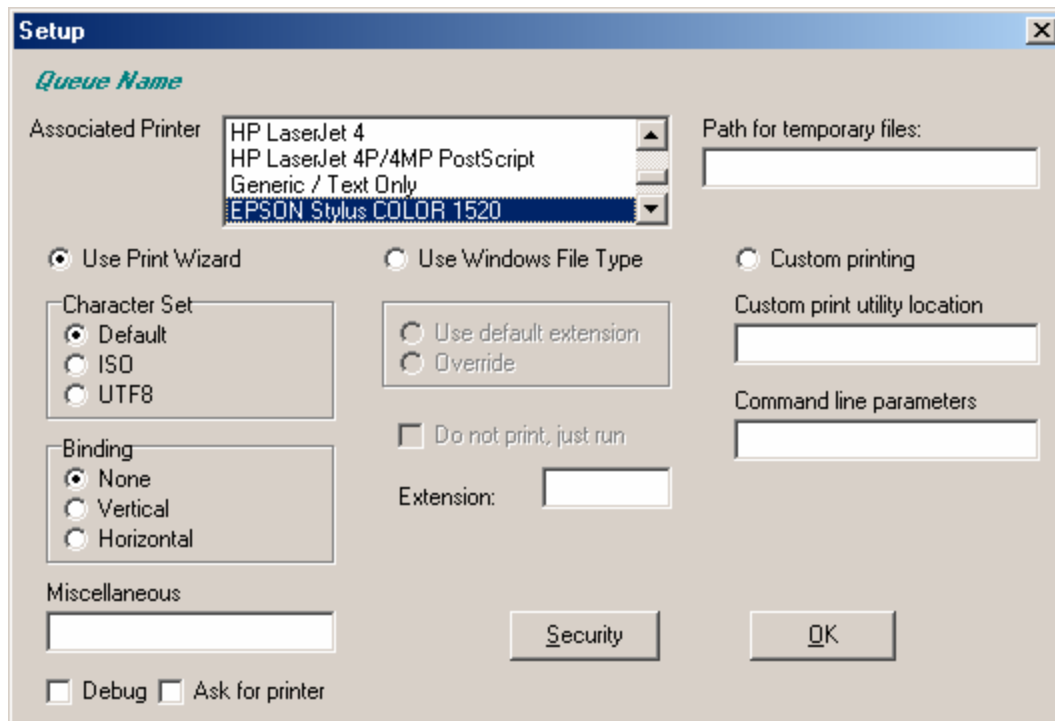 Setup
Queue Name
Associated Printer
HP LaserJet 4
HP LaserJet 4P/4MP PostScript
Generic / Text Only
EPSON Stylus COLOR 1520
Path for temporary files:
Use Print Wizard
Use Windows File Type
Custom printing
Character Set
Default
ISO
UTF8
Use default extension
Override
Custom print utility location
Do not print, just run
Command line parameters
Binding
None
Vertical
Horizontal
Extension:
Miscellaneous
Security
OK
Debug
Ask for printer